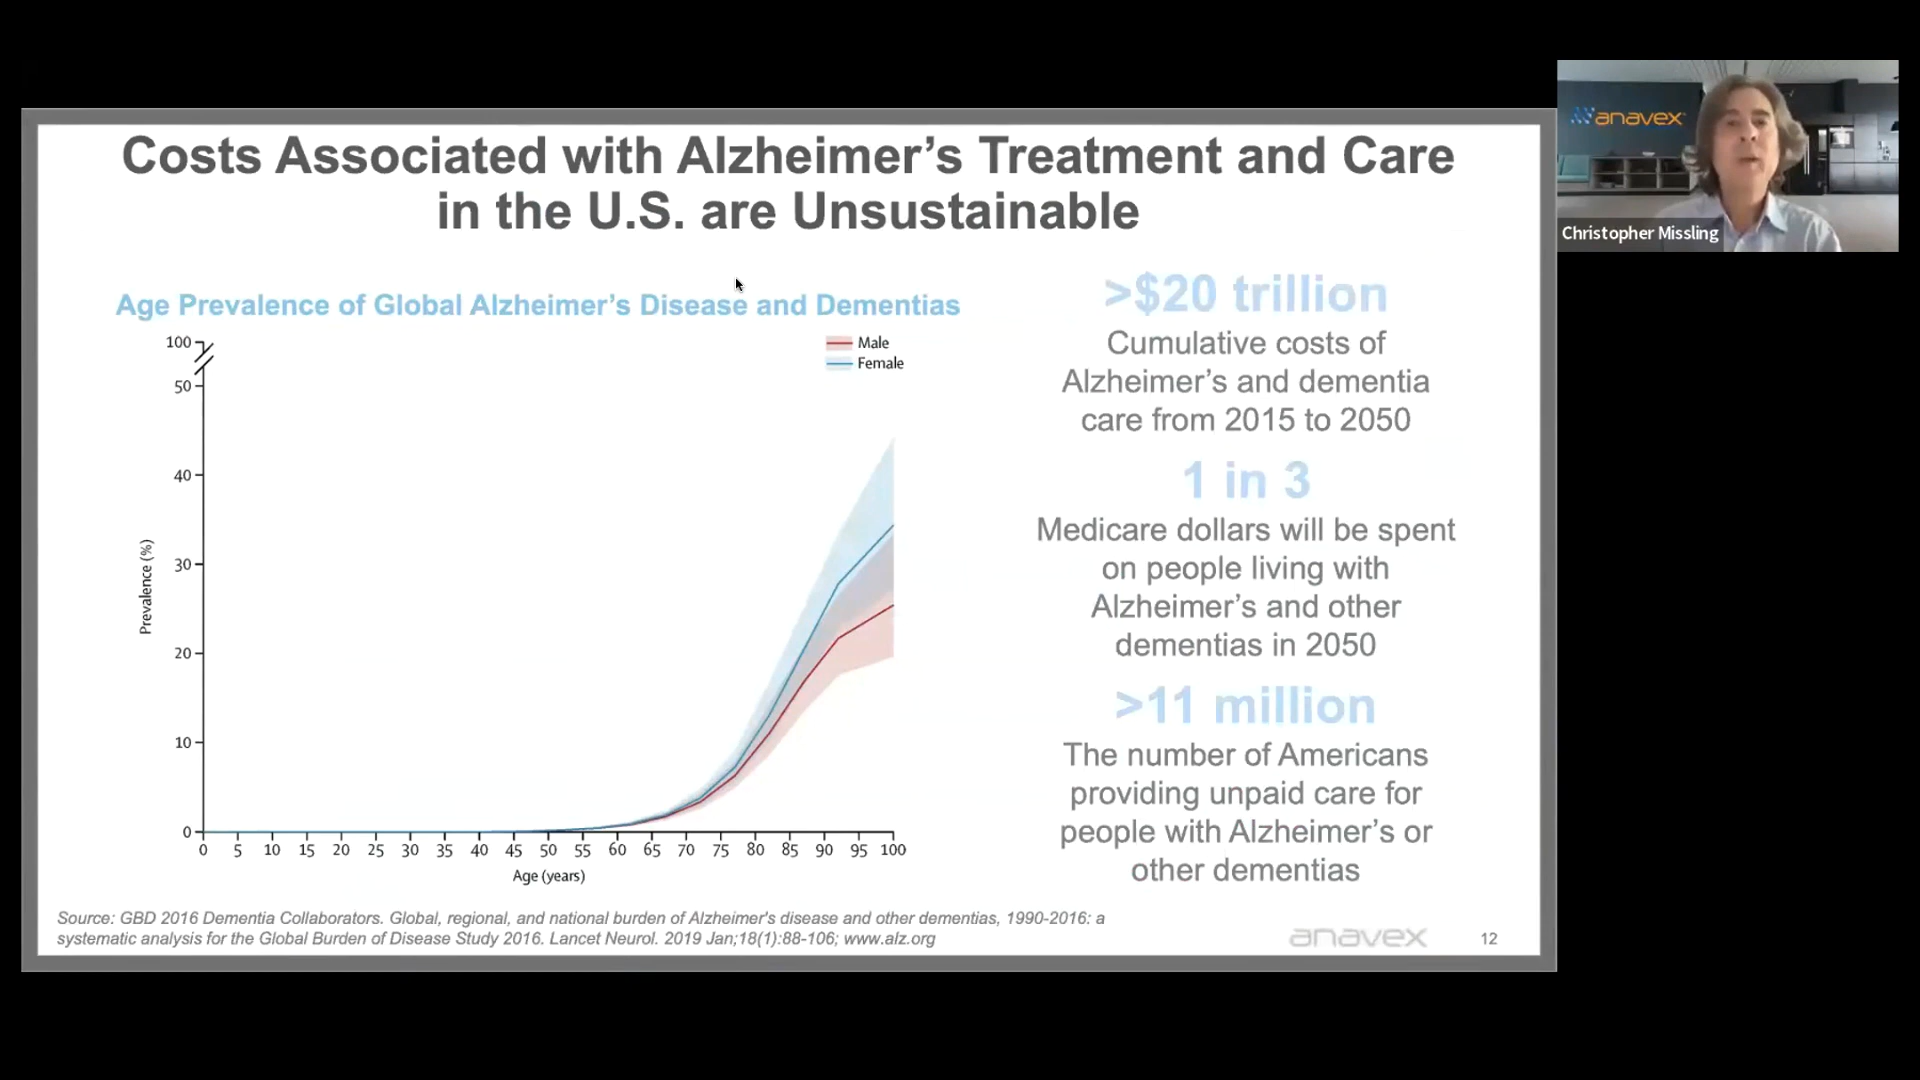 Costs Associated with Alzheimer's Treatment and Care
in the U.S. are Unsustainable
Age Prevalence of Global Alzheimer's Disease and Dementias
100
50
40
30
20
10
0
Prevalence (%)
Male
Female
0 5 10 15 20 25 30 35 40 45 50 55 60 65 70 75 80 85 90 95 100
Age (years)
>$20 trillion
Cumulative costs of
Alzheimer's and dementia
care from 2015 to 2050
1 in 3
Medicare dollars will be spent
on people living with
Alzheimer's and other
dementias in 2050
>11 million
The number of Americans
providing unpaid care for
people with Alzheimer's or
other dementias
Source: GBD 2016 Dementia Collaborators. Global, regional, and national burden of Alzheimer's disease and other dementias, 1990-2016: a
systematic analysis for the Global Burden of Disease Study 2016. Lancet Neurol. 2019 Jan;18(1):88-106; www.alz.org
anavex
12
anavex
Christopher Missling